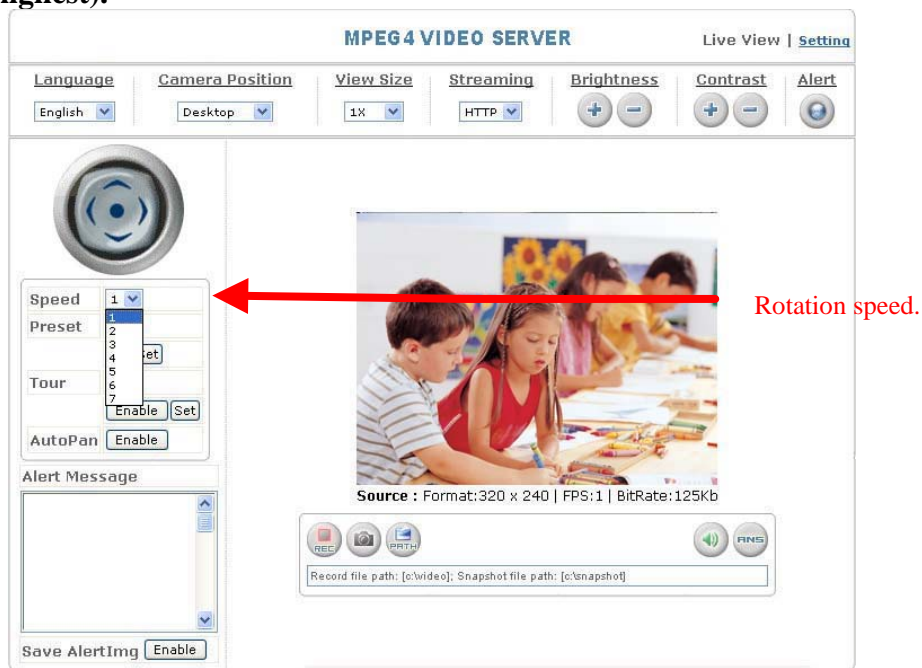 ghest).
MPEG4 VIDEO SERVER
Live View | Setting
Language Camera Position View Size Streaming Brightness Contrast Alert
English Desktop 1X HTTP
Speed 1
1
2
3
4
5
6
7
Rotation speed.
Preset
Tour
Enable Set
AutoPan Enable
Alert Message
Source : Format:320 x 240 | FPS:1 | BitRate:125Kb
REC PATH ANS
Record file path: [c:\video]; Snapshot file path: [c:\snapshot]
Save AlertImg Enable